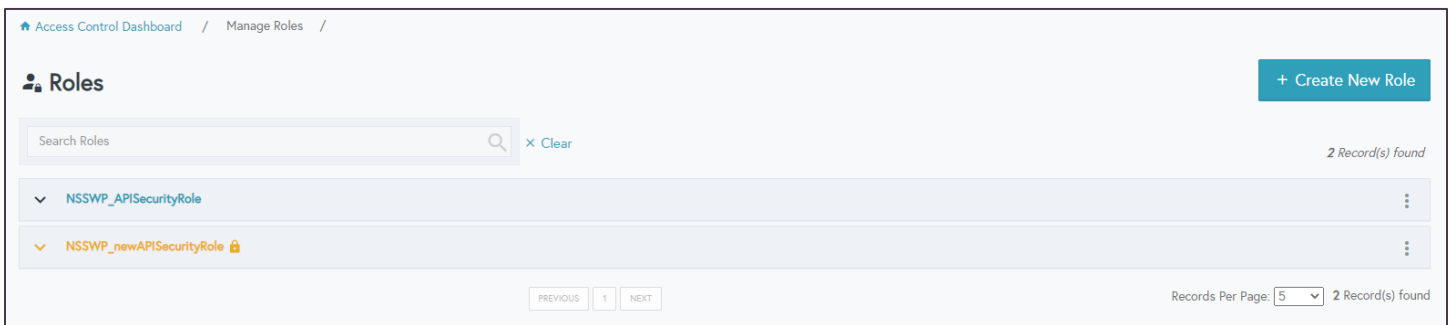 Access Control Dashboard / Manage Roles /
Roles
+ Create New Role
Search Roles
× Clear
2 Record(s) found
NSSWP_APISecurityRole
NSSWP_newAPISecurityRole
PREVIOUS 1 NEXT
Records Per Page: 5
2 Record(s) found